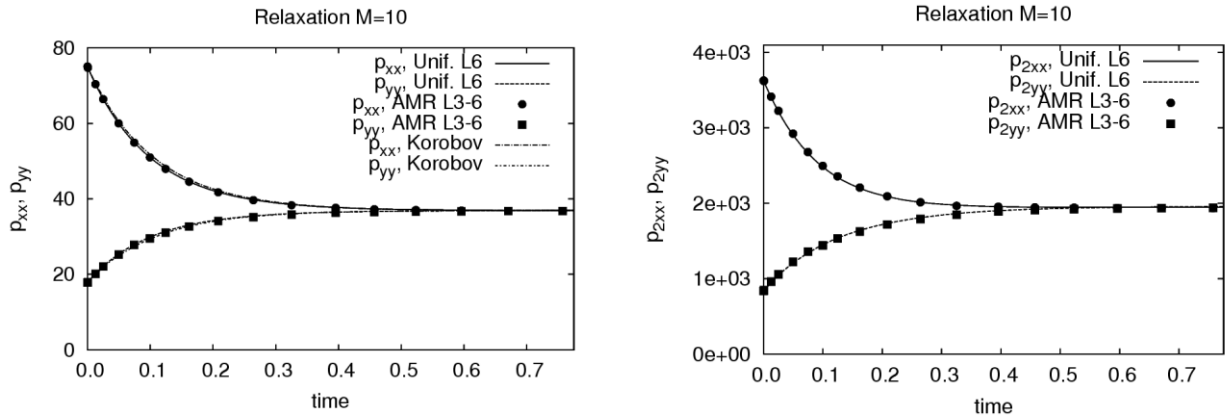 Relaxation M=10
80
60
40
20
0
p_xx, p_yy
p_xx, Unif. L6
p_yy, Unif. L6
p_xx, AMR L3-6
p_yy, AMR L3-6
p_xx, Korobov
p_yy, Korobov
0.0 0.1 0.2 0.3 0.4 0.5 0.6 0.7
time
Relaxation M=10
4e+03
3e+03
2e+03
1e+03
0e+00
p_2xx, p_2yy
p_2xx, Unif. L6
p_2yy, Unif. L6
p_2xx, AMR L3-6
p_2yy, AMR L3-6
0.0 0.1 0.2 0.3 0.4 0.5 0.6 0.7
time